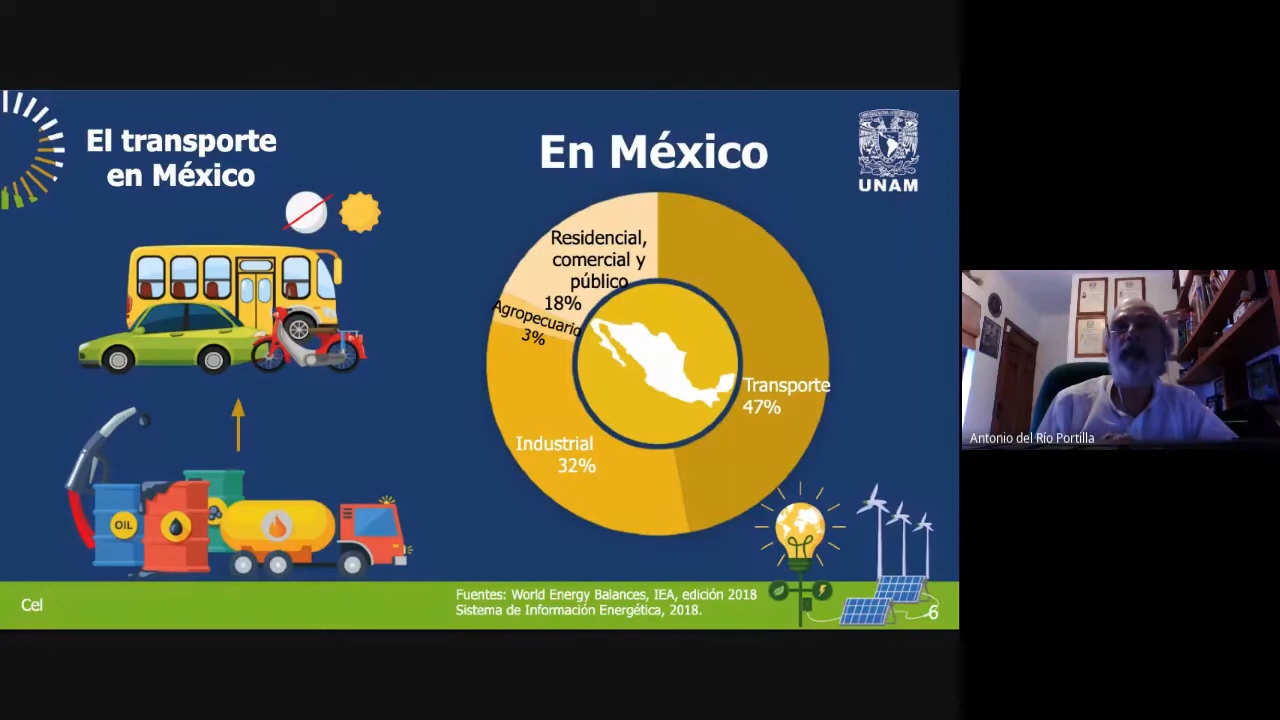 El transporte
en México
En México
UNAM
Residencial,
comercial y
público
18%
Agropecuario
3%
Transporte
47%
Industrial
32%
OIL
Cel
Fuentes: World Energy Balances, IEA, edición 2018
Sistema de Información Energética, 2018.
6
Antonio del Río Portilla